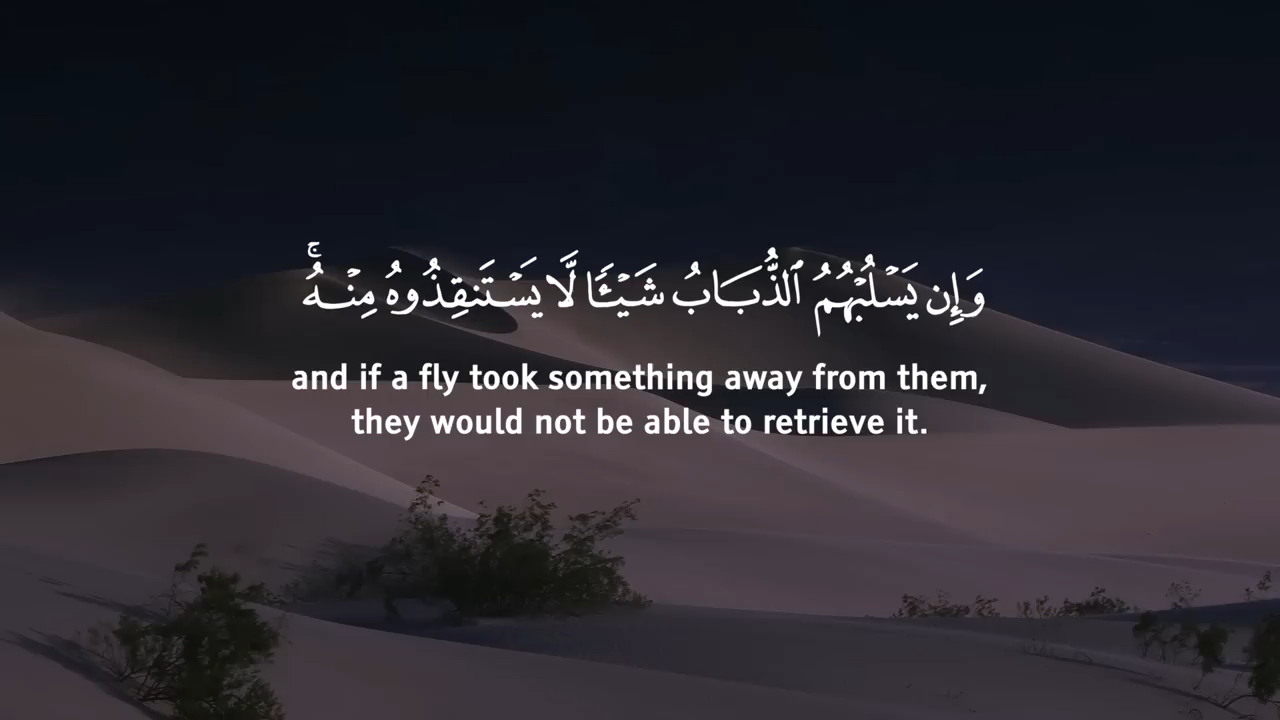 وَإِن يَسْلُبْهُمُ ٱلذُّبَابُ شَيْـًٔا لَّا يَسْتَنقِذُوهُ مِنْهُ ۚ
and if a fly took something away from them,
they would not be able to retrieve it.